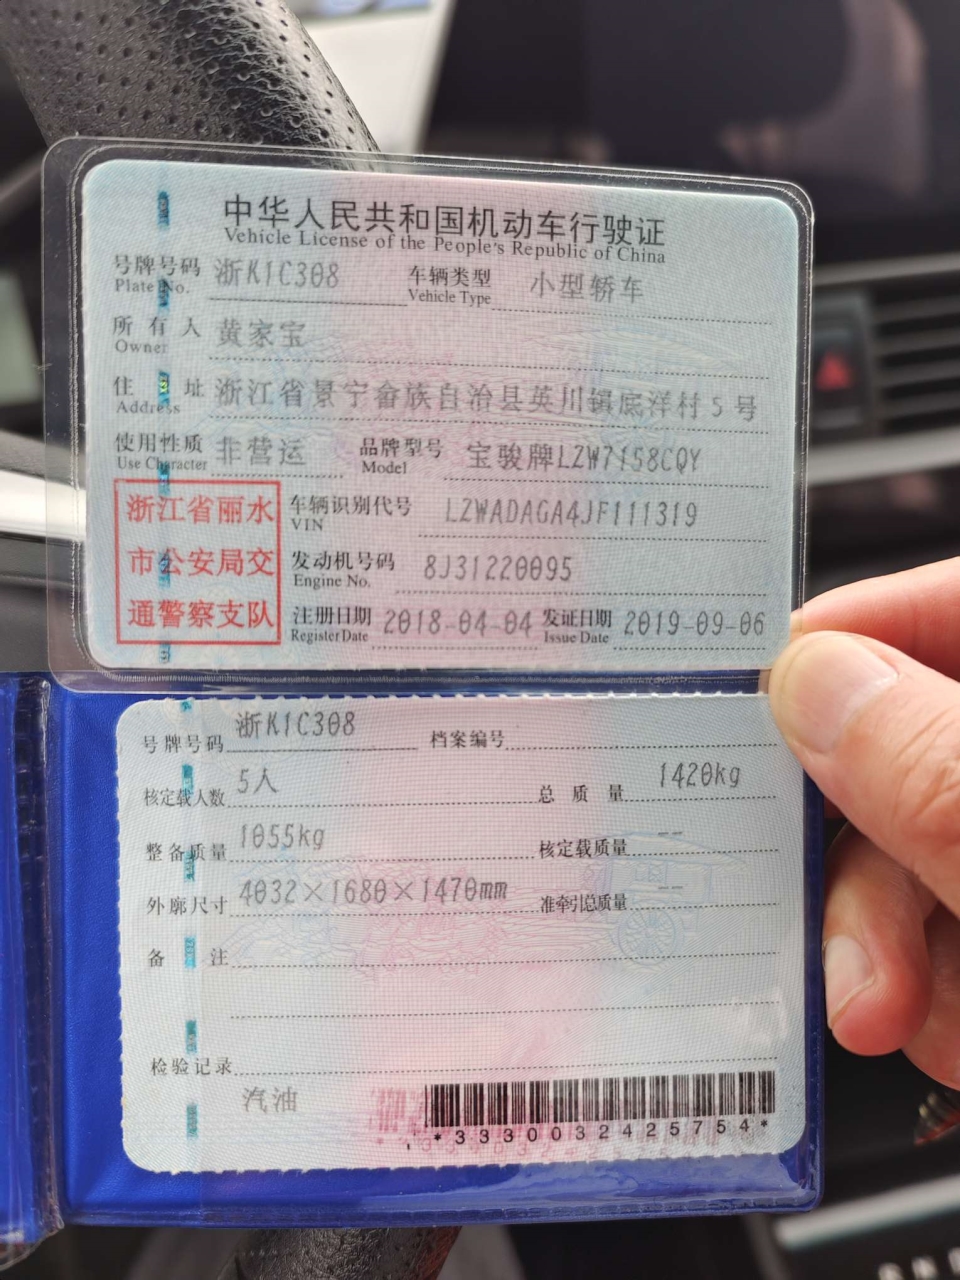 中华人民共和国机动车行驶证
Vehicle License of the People's Republic of China
号牌号码 浙K1C308 车辆类型 小型轿车
Plate No. Vehicle Type
所有人 黄家宝
Owner
住址 浙江省景宁畲族自治县英川镇底洋村5号
Address
使用性质 非营运 品牌型号 宝骏牌LZW7158CQY
Use Character Model
浙江省丽水 车辆识别代号 LZWADAGA4JF111319
VIN
市公安局交 发动机号码 8J31220095
Engine No.
通警察支队 注册日期 2018-04-04 发证日期 2019-09-06
Register Date Issue Date
号牌号码 浙K1C308 档案编号
核定载人数 5人 总质量 1420kg
整备质量 1055kg 核定载质量
外廓尺寸 4032×1680×1470mm 准牵引总质量
备注
检验记录
汽油
*3330032425754*